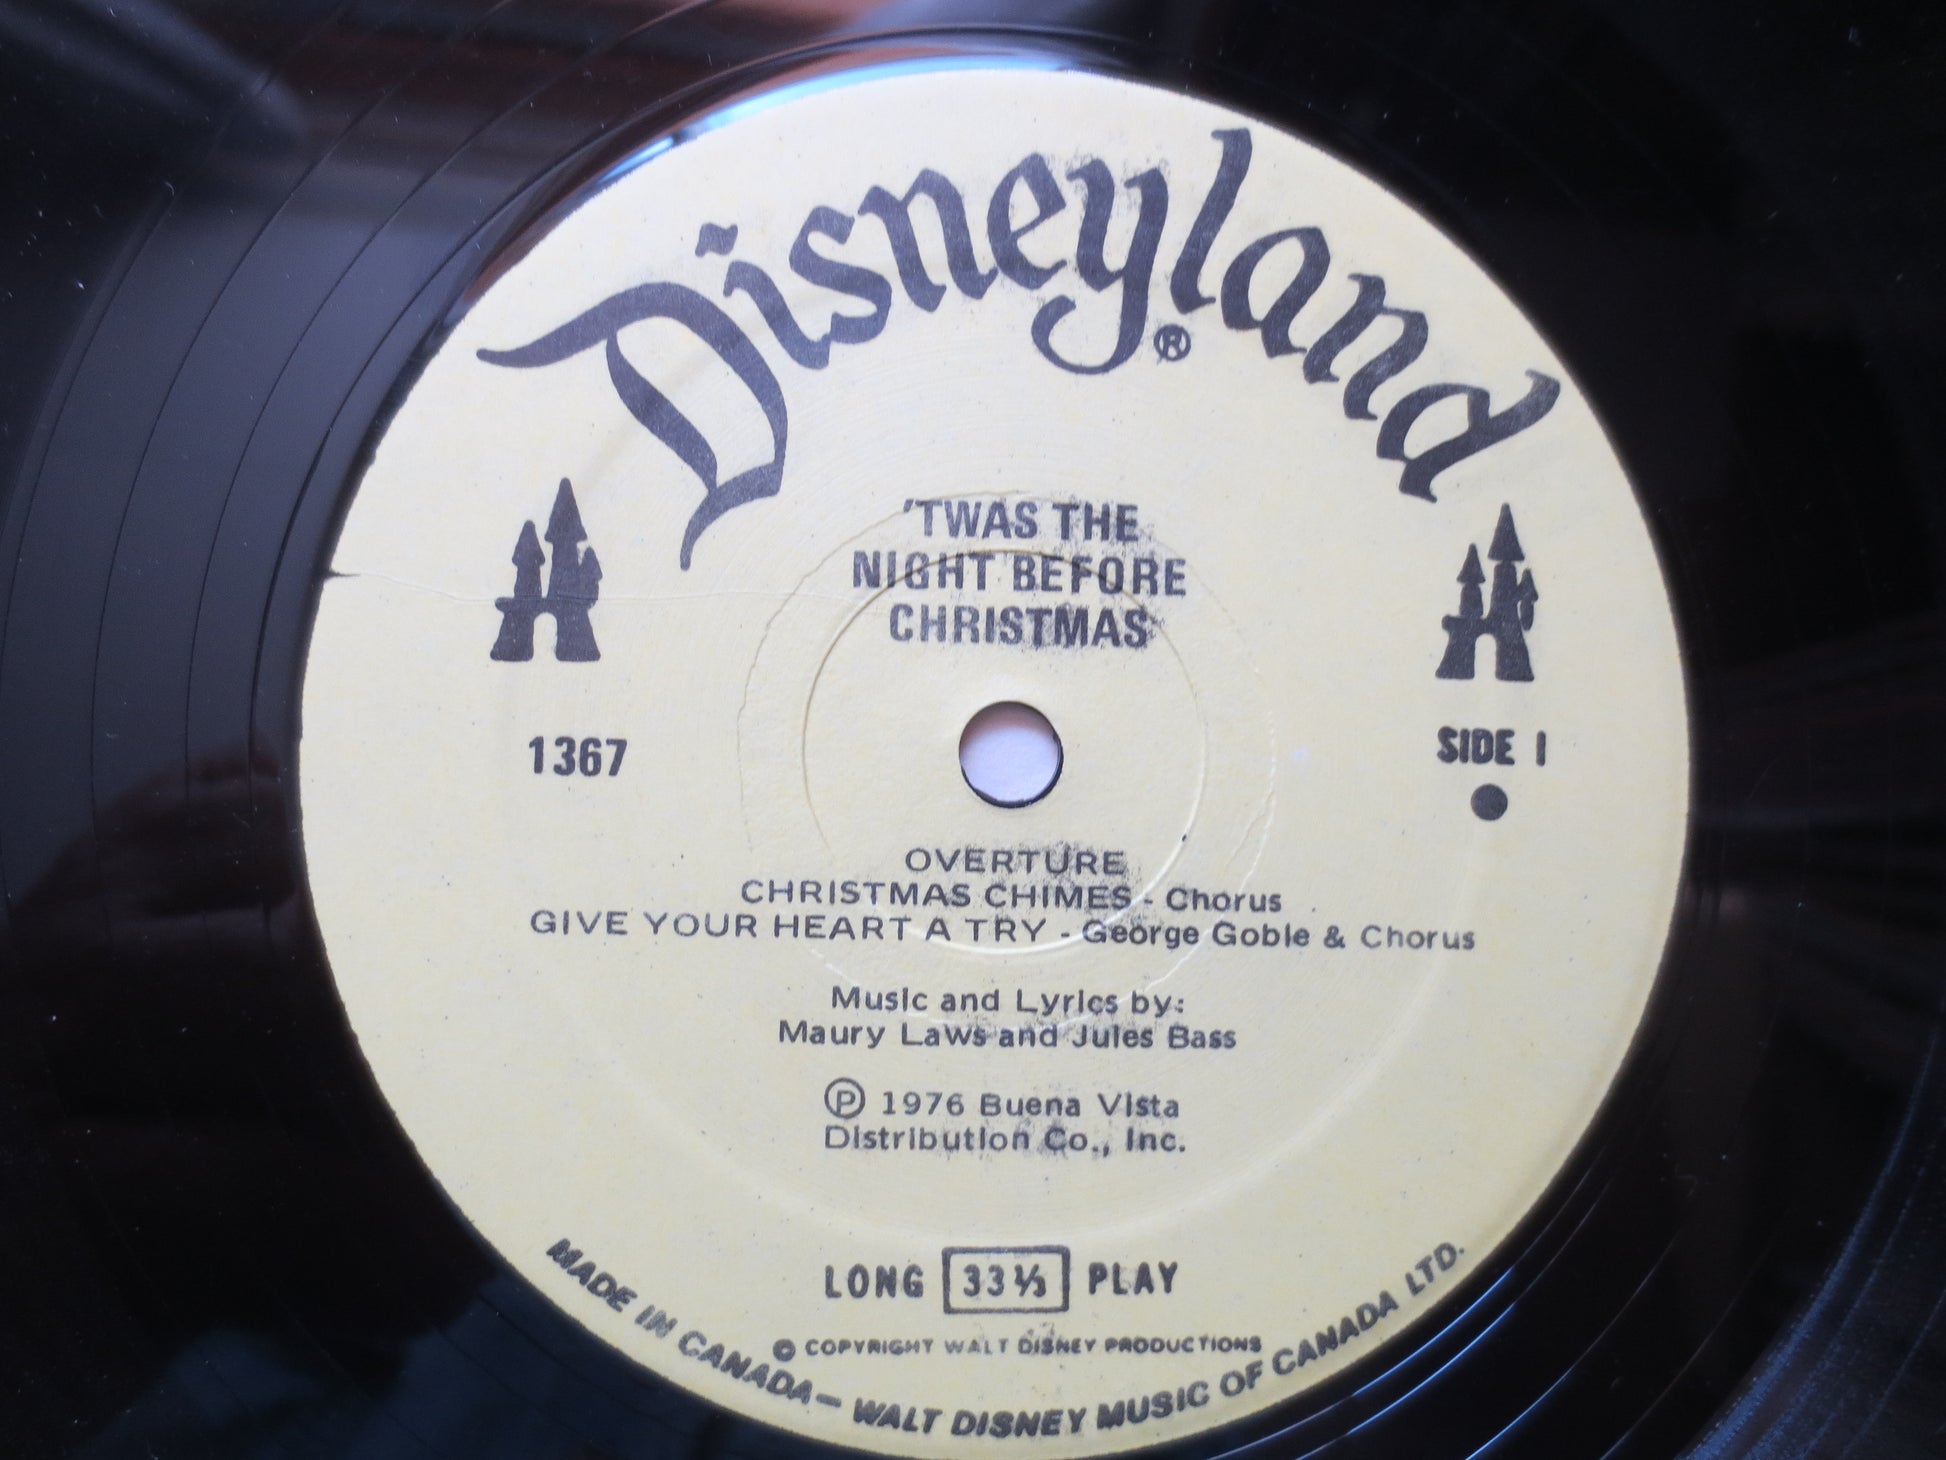 Disneyland ®
'TWAS THE
NIGHT BEFORE
CHRISTMAS
1367
SIDE I
OVERTURE
CHRISTMAS CHIMES - Chorus
GIVE YOUR HEART A TRY - George Goble & Chorus
Music and Lyrics by:
Maury Laws and Jules Bass
Ⓟ 1976 Buena Vista
Distribution Co., Inc.
LONG 33⅓ PLAY
© COPYRIGHT WALT DISNEY PRODUCTIONS
MADE IN CANADA — WALT DISNEY MUSIC OF CANADA LTD.